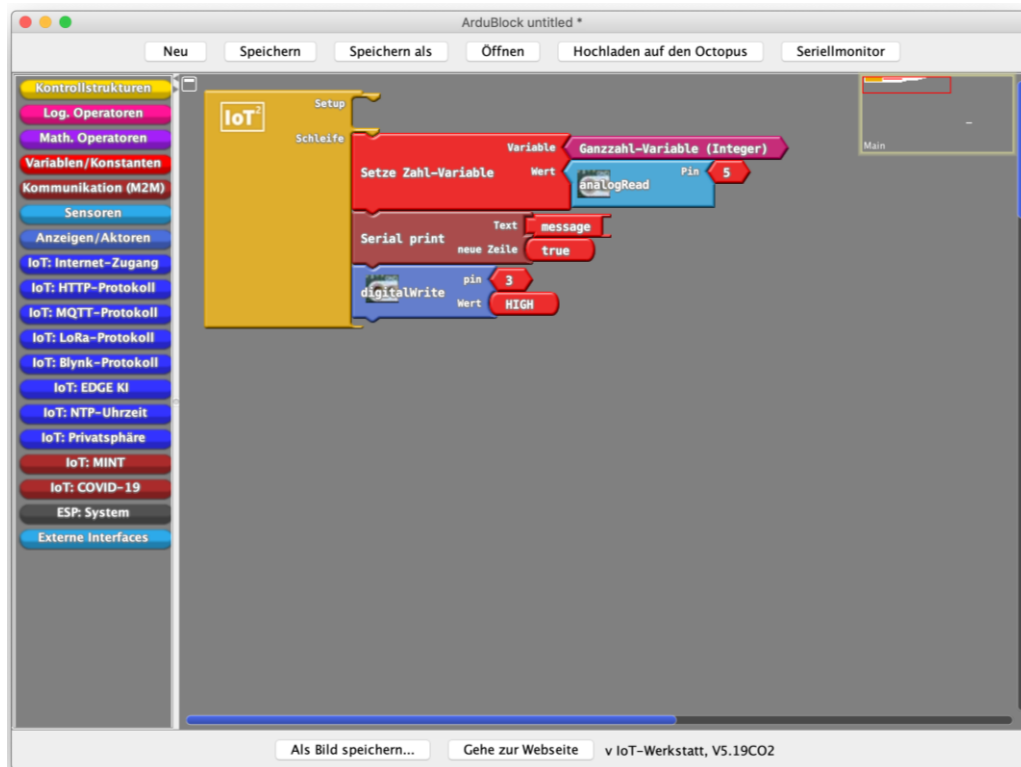 ArduBlock untitled *
Neu
Speichern
Speichern als
Öffnen
Hochladen auf den Octopus
Seriellmonitor
Kontrollstrukturen
Log. Operatoren
Math. Operatoren
Variablen/Konstanten
Kommunikation (M2M)
Sensoren
Anzeigen/Aktoren
IoT: Internet-Zugang
IoT: HTTP-Protokoll
IoT: MQTT-Protokoll
IoT: LoRa-Protokoll
IoT: Blynk-Protokoll
IoT: EDGE KI
IoT: NTP-Uhrzeit
IoT: Privatsphäre
IoT: MINT
IoT: COVID-19
ESP: System
Externe Interfaces
IoT²
Setup
Schleife
Setze Zahl-Variable
Variable
Ganzzahl-Variable (Integer)
Wert
analogRead
Pin
5
Serial print
Text
message
neue Zeile
true
digitalWrite
pin
3
Wert
HIGH
Main
Als Bild speichern...
Gehe zur Webseite
v IoT-Werkstatt, V5.19CO2